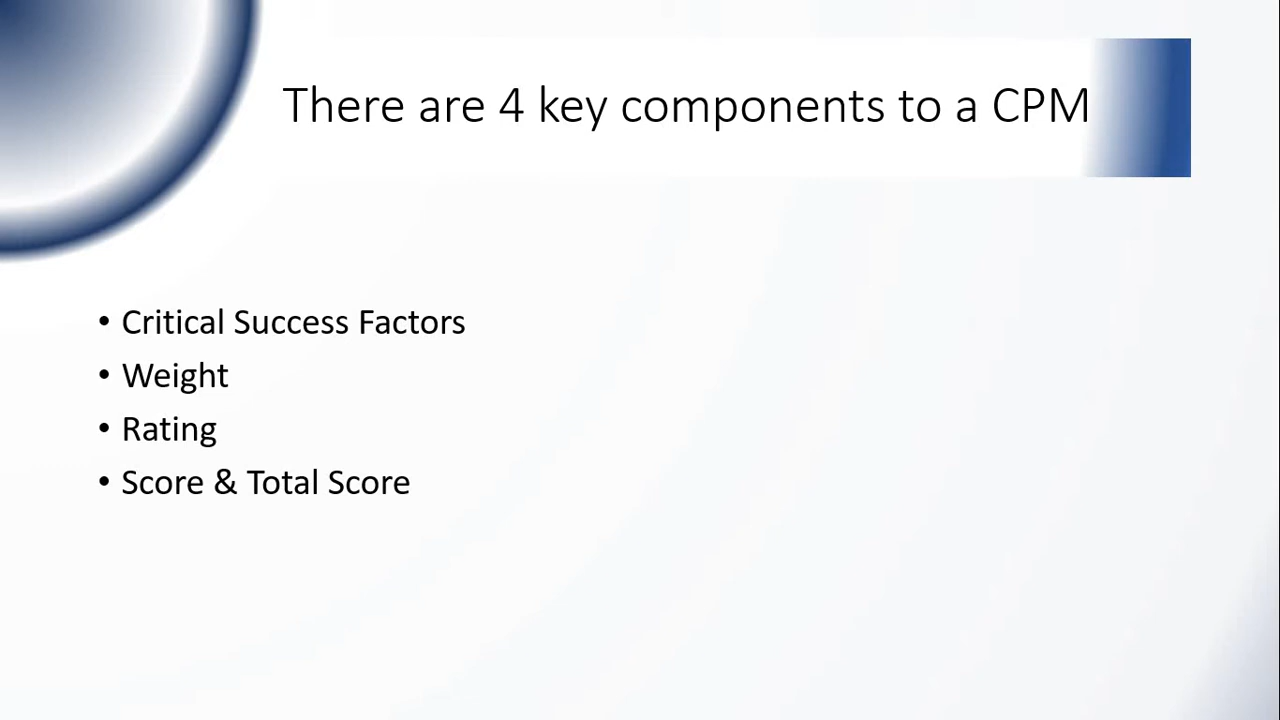 There are 4 key components to a CPM
• Critical Success Factors
• Weight
• Rating
• Score & Total Score